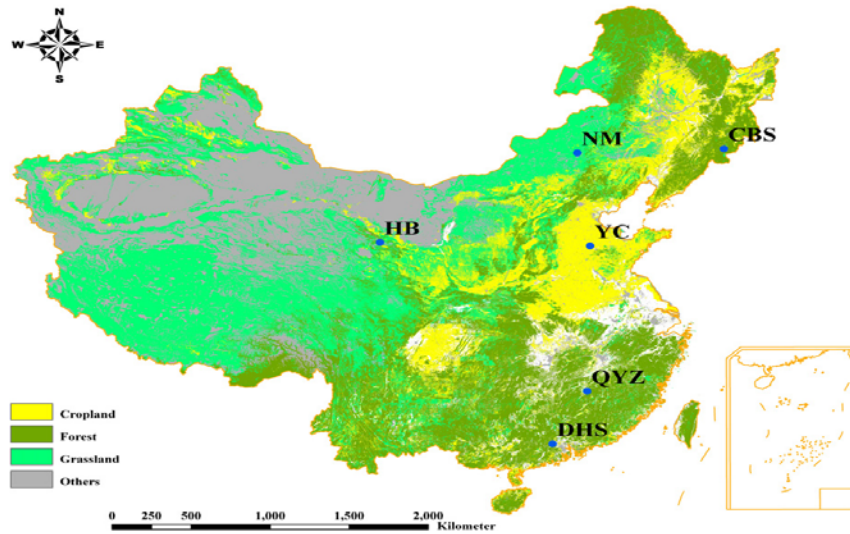 N
W E
S
NM
CBS
HB
YC
QYZ
DHS
Cropland
Forest
Grassland
Others
0 250 500 1,000 1,500 2,000
Kilometer